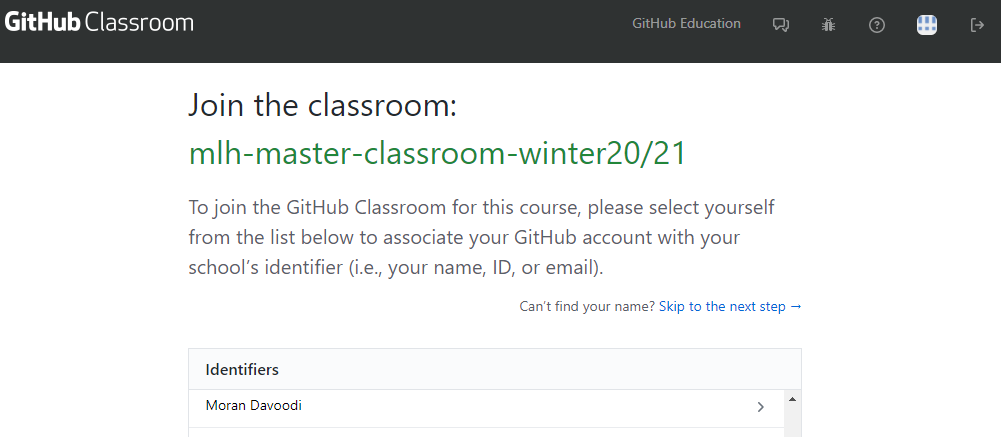 GitHub Classroom GitHub Education
Join the classroom:
mlh-master-classroom-winter20/21
To join the GitHub Classroom for this course, please select yourself
from the list below to associate your GitHub account with your
school’s identifier (i.e., your name, ID, or email).
Can’t find your name? Skip to the next step →
Identifiers
Moran Davoodi